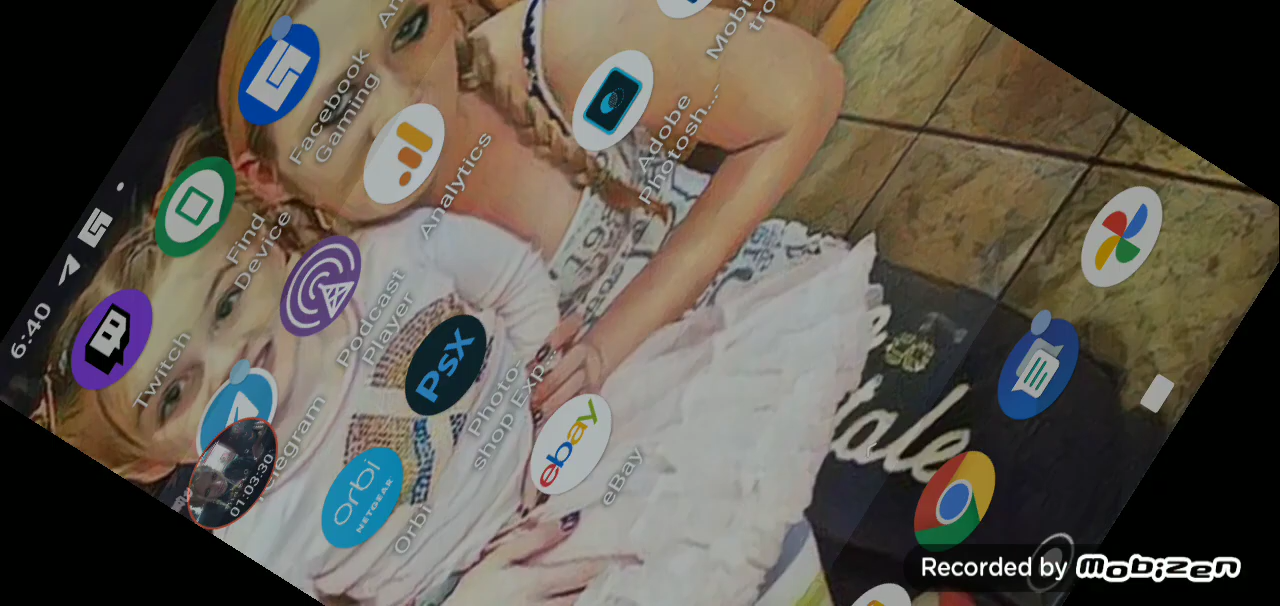 6:40
Facebook
Gaming
Find
Device
Twitch
Analytics
Podcast
Player
Adobe
Photosh...
PsX
Photo-
shop Exp
ebay
eBay
Orbi
NETGEAR
Orbi
01:03:30
tale
Recorded by mobizen